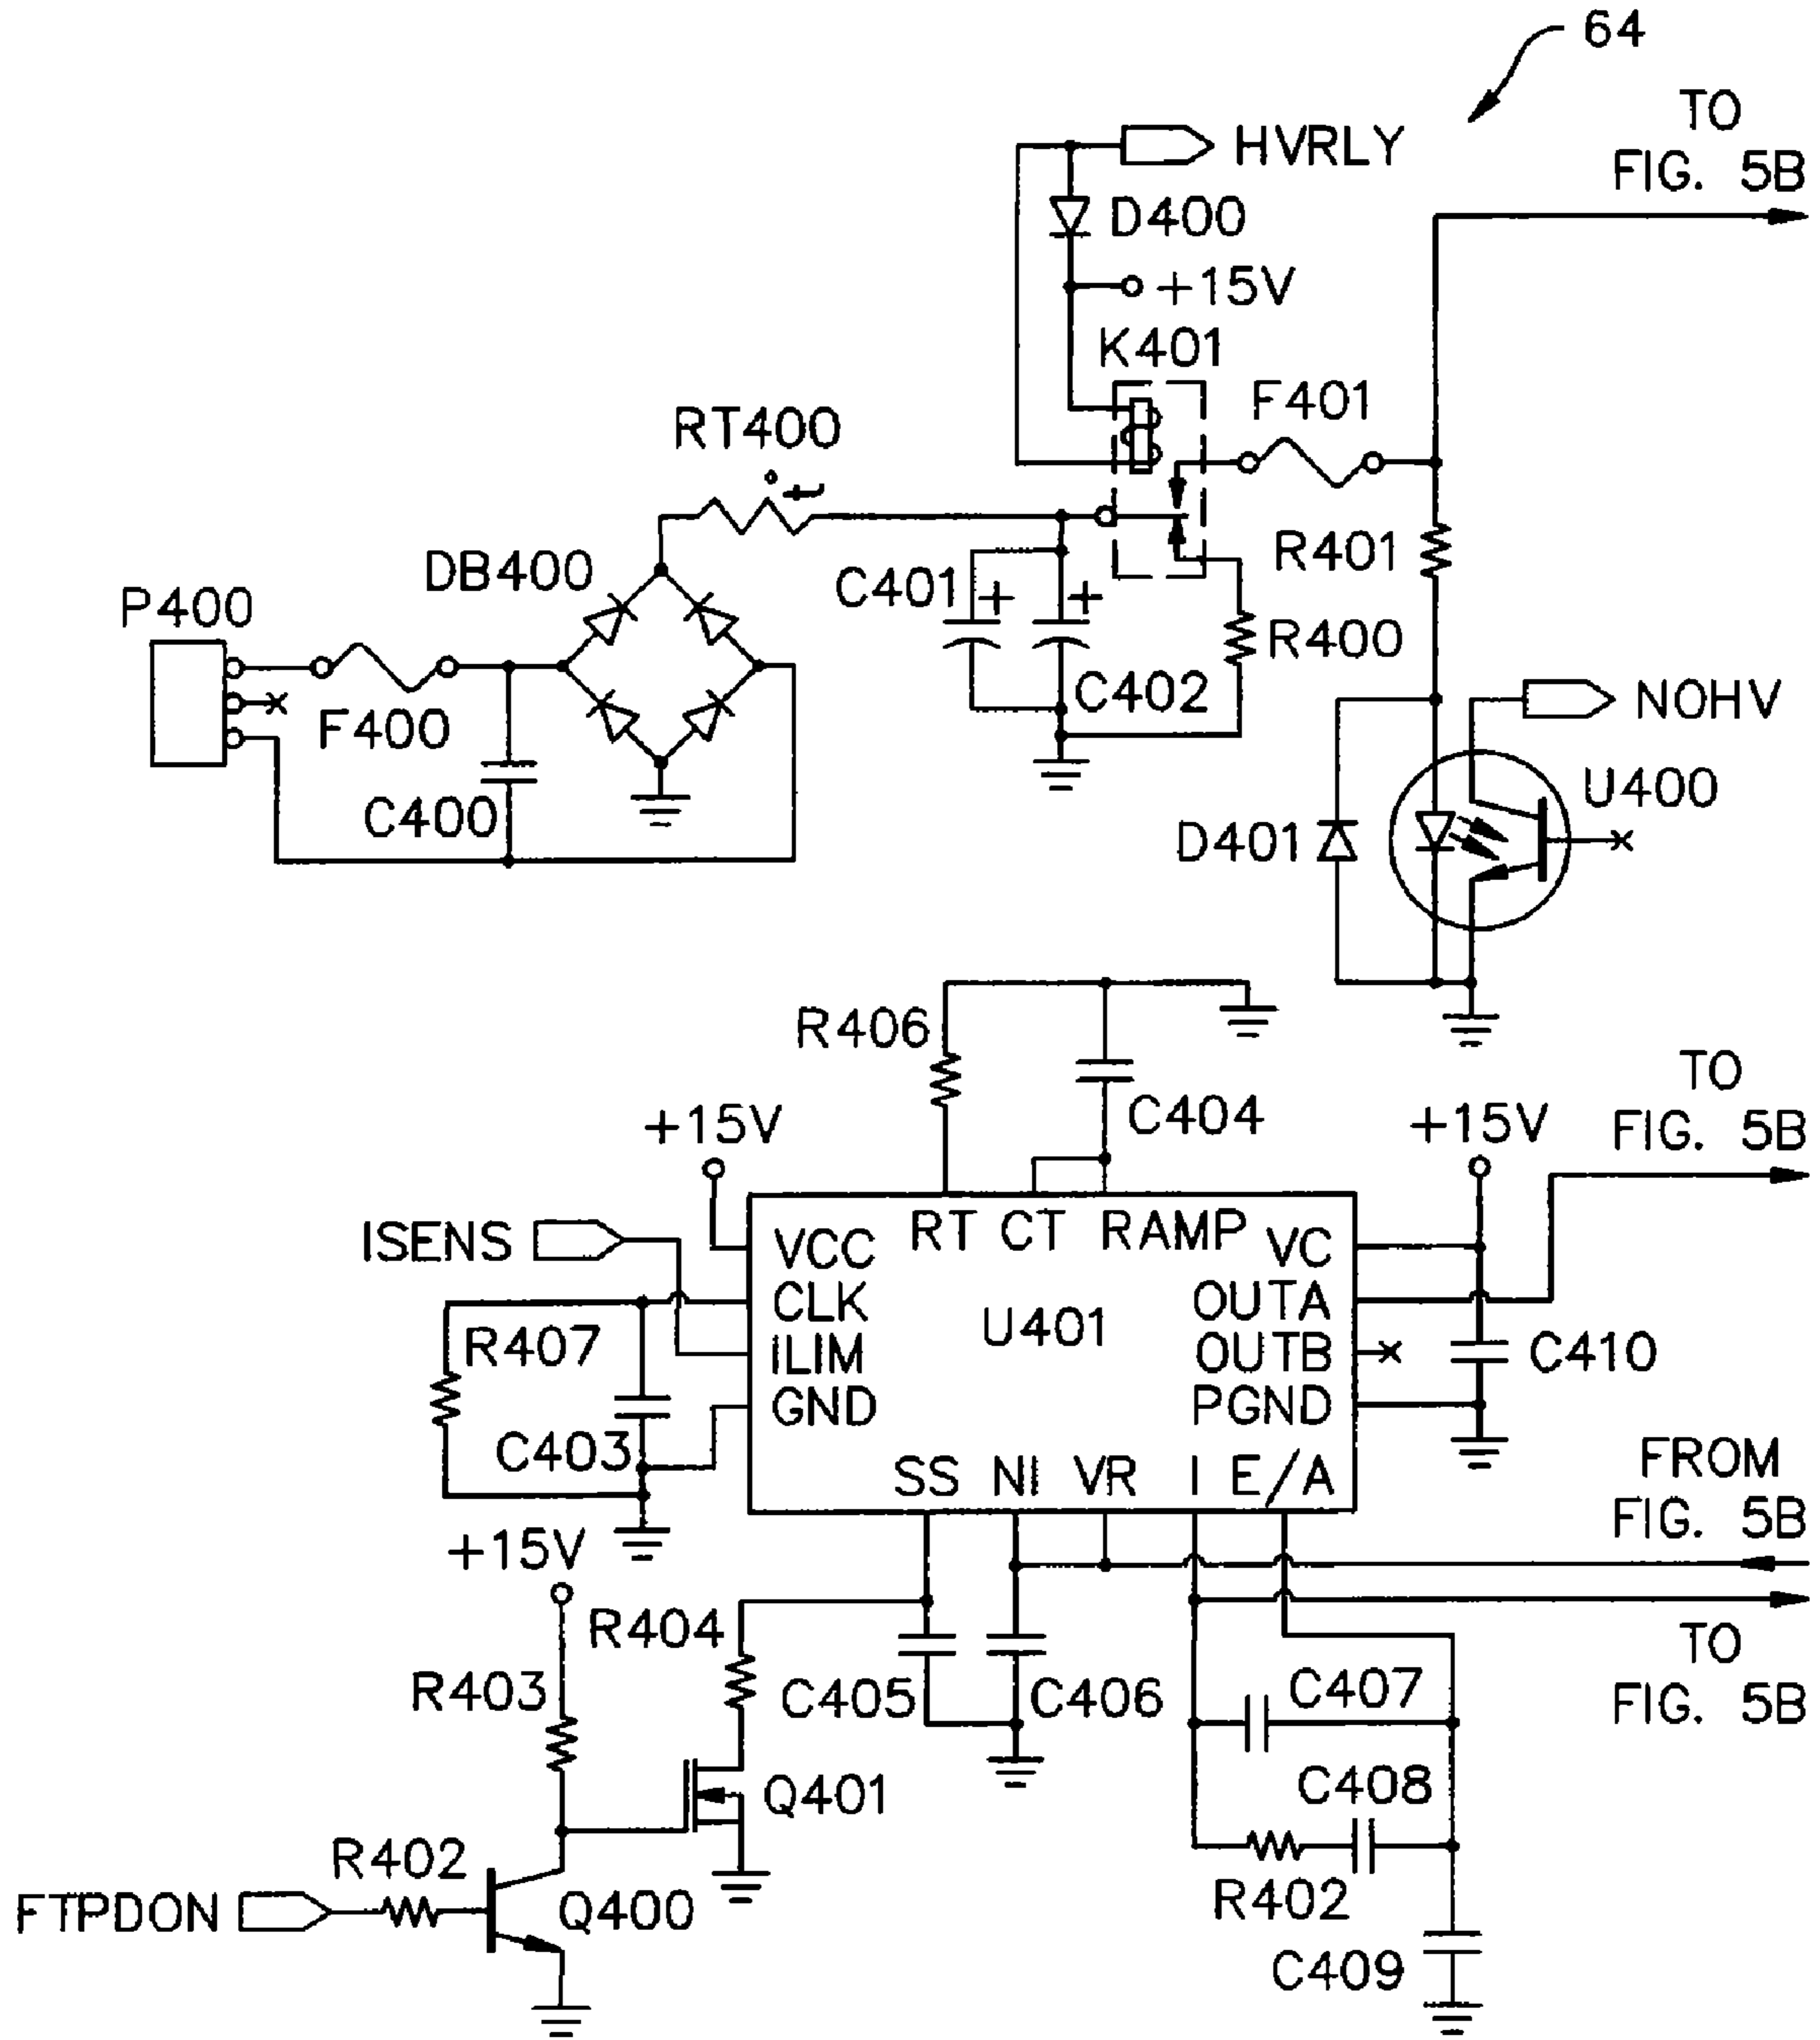 64
TO
FIG. 5B
HVRLY
D400
+15V
K401
F401
RT400
°t
R401
DB400
C401
+
+
P400
R400
C402
NOHV
F400
U400
C400
D401
R406
TO
FIG. 5B
C404
+15V
+15V
ISENS
RT CT RAMP
VCC
VC
CLK
OUTA
U401
R407
ILIM
OUTB
C410
GND
PGND
C403
FROM
FIG. 5B
SS NI VR I E/A
+15V
R404
TO
FIG. 5B
R403
C405
C406
C407
C408
Q401
R402
FTPDON
Q400
R402
C409